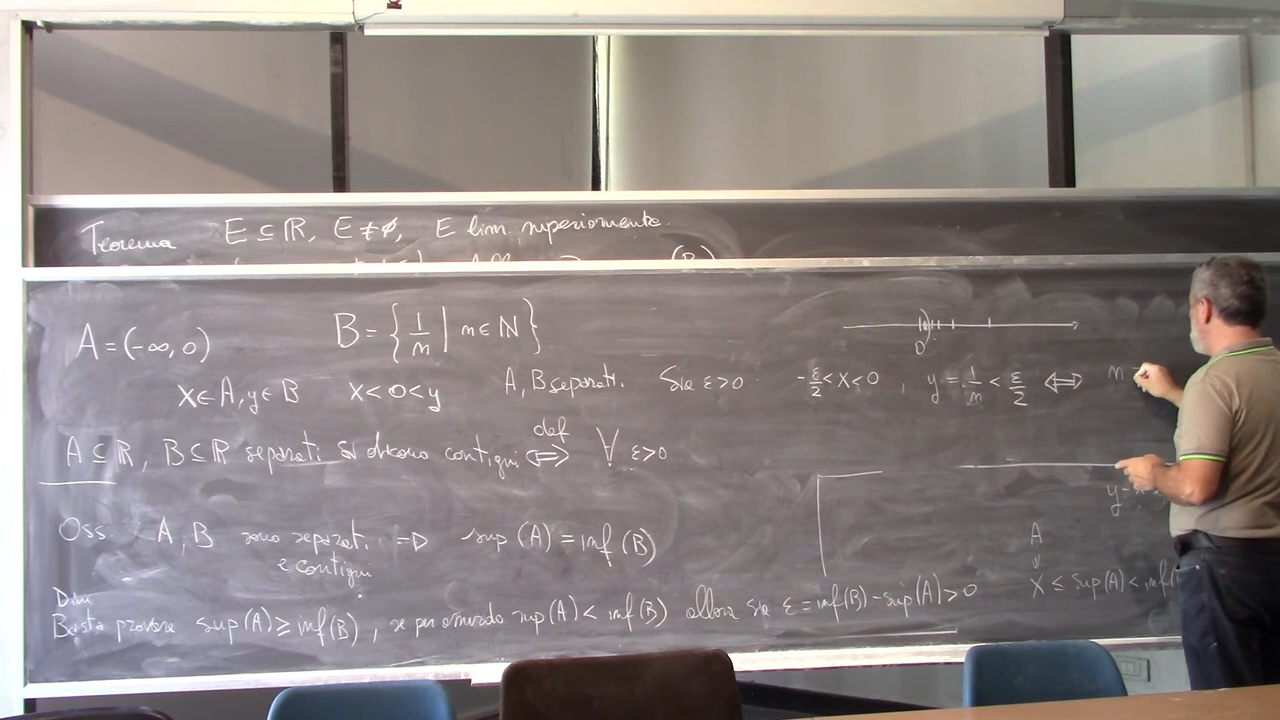 Teorema E ⊆ ℝ, E ≠ ∅, E lim. superiormente.
A = (-∞, 0) B = { 1/m | m ∈ N }
0
x ∈ A, y ∈ B x < 0 < y A, B separati. Sia ε > 0 -ε/2 < x < 0, y = 1/m < ε/2 ⟺ m
A ⊆ ℝ, B ⊆ ℝ separati si dicono contigui ⟺ def ∀ ε > 0
y - x
Oss. A, B sono separati e contigui ⇒ sup (A) = inf (B)
A
x ≤ sup(A) < inf(
Dim
Basta provare sup(A) ≥ inf(B), se per assurdo sup(A) < inf(B) allora sia ε = inf(B) - sup(A) > 0